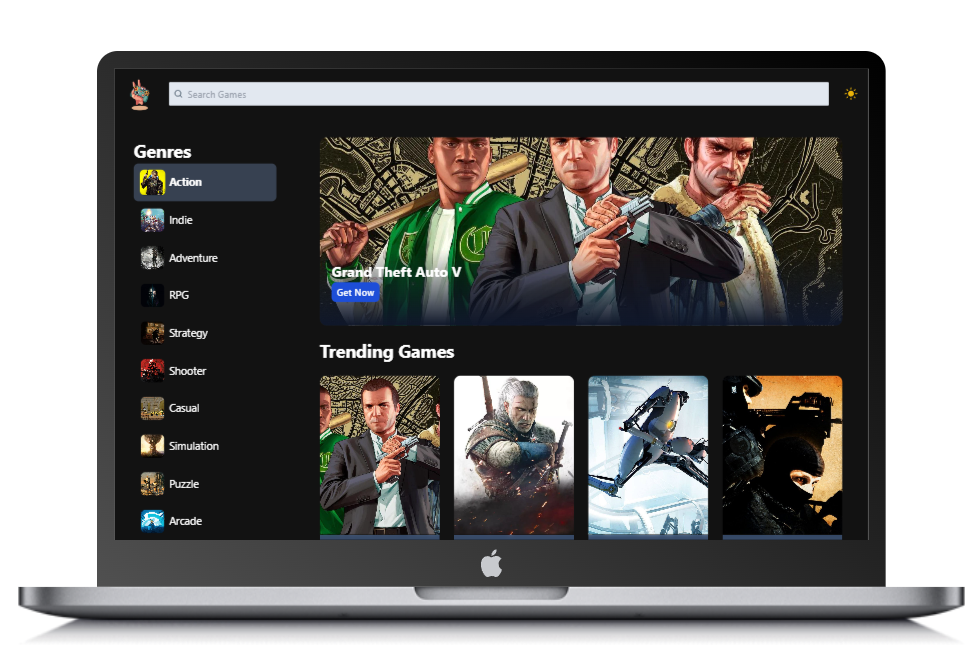 Search Games
Genres
Action
Indie
Adventure
RPG
Strategy
Shooter
Casual
Simulation
Puzzle
Arcade
Grand Theft Auto V
Get Now
Trending Games